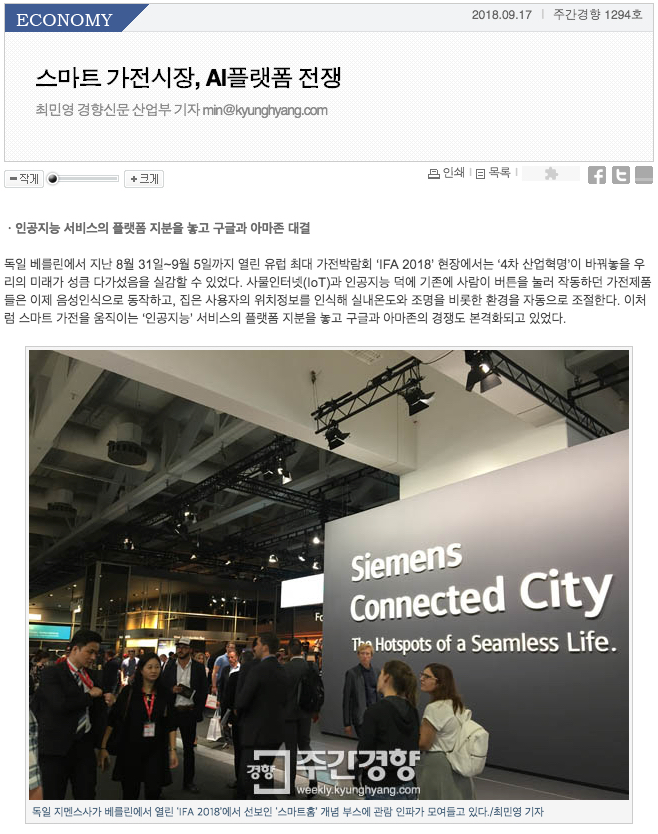 ECONOMY
2018.09.17 | 주간경향 1294호
스마트 가전시장, AI플랫폼 전쟁
최민영 경향신문 산업부 기자 min@kyunghyang.com
작게
크게
인쇄 | 목록 |
· 인공지능 서비스의 플랫폼 지분을 놓고 구글과 아마존 대결
독일 베를린에서 지난 8월 31일~9월 5일까지 열린 유럽 최대 가전박람회 ‘IFA 2018’ 현장에서는 ‘4차 산업혁명’이 바꿔놓을 우
리의 미래가 성큼 다가섰음을 실감할 수 있었다. 사물인터넷(IoT)과 인공지능 덕에 기존에 사람이 버튼을 눌러 작동하던 가전제품
들은 이제 음성인식으로 동작하고, 집은 사용자의 위치정보를 인식해 실내온도와 조명을 비롯한 환경을 자동으로 조절한다. 이처
럼 스마트 가전을 움직이는 ‘인공지능’ 서비스의 플랫폼 지분을 놓고 구글과 아마존의 경쟁도 본격화되고 있었다.
Siemens
Connected City
The Hotspots of a Seamless Life.
Fo
경향 주간경향
weekly.kyunghyang.com
독일 지멘스사가 베를린에서 열린 ‘IFA 2018’에서 선보인 ‘스마트홈’ 개념 부스에 관람 인파가 모여들고 있다./최민영 기자